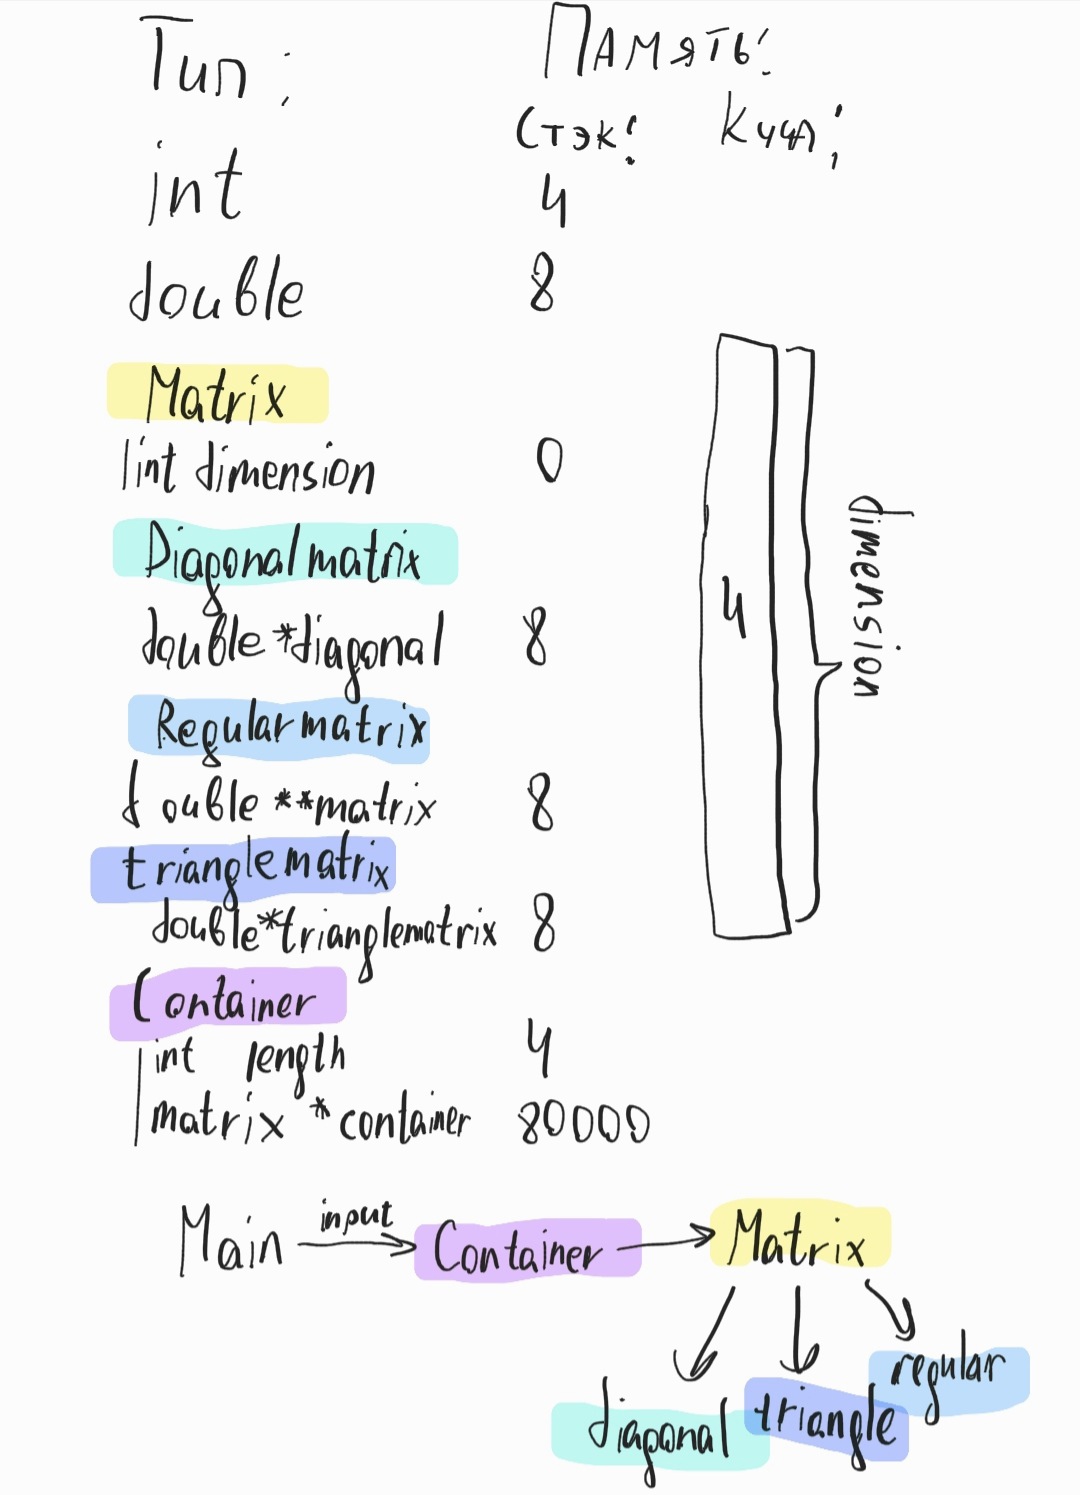 Тип: Память:
Стэк: Куча:
int 4
double 8
Matrix
int dimension 0
Diagonalmatrix
double *diagonal 8
Regularmatrix
double **matrix 8
trianglematrix
double*trianglematrix 8
Container
int length 4
matrix *container 80000
4
dimension
Main input Container Matrix
diagonal triangle regular